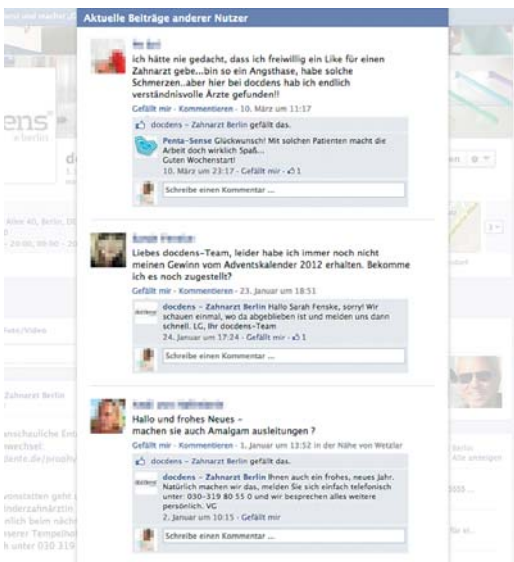 Aktuelle Beiträge anderer Nutzer
ich hätte nie gedacht, dass ich freiwillig ein Like für einen
Zahnarzt gebe...bin so ein Angsthase, habe solche
Schmerzen..aber hier bei docdens hab ich endlich
verständnisvolle Ärzte gefunden!!
Gefällt mir · Kommentieren · 10. März um 11:17
docdens – Zahnarzt Berlin gefällt das.
Penta-Sense Glückwunsch! Mit solchen Patienten macht die
Arbeit doch wirklich Spaß...
Guten Wochenstart!
10. März um 23:17 · Gefällt mir · 1
Schreibe einen Kommentar ...
Liebes docdens-Team, leider habe ich immer noch nicht
meinen Gewinn vom Adventskalender 2012 erhalten. Bekomme
ich es noch zugestellt?
Gefällt mir · Kommentieren · 23. Januar um 18:51
docdens – Zahnarzt Berlin Hallo Sarah Fenske, sorry! Wir
schauen einmal, wo da abgeblieben ist und melden uns dann
schnell. LG, Ihr docdens-Team
24. Januar um 17:24 · Gefällt mir · 1
Schreibe einen Kommentar ...
Hallo und frohes Neues –
machen sie auch Amalgam ausleitungen ?
Gefällt mir · Kommentieren · 1. Januar um 13:52 in der Nähe von Wetzlar
docdens – Zahnarzt Berlin gefällt das.
docdens – Zahnarzt Berlin Ihnen auch ein frohes, neues Jahr.
Natürlich machen wir das, melden Sie sich einfach telefonisch
unter: 030-319 80 55 0 und wir besprechen alles weitere
persönlich. VG
2. Januar um 10:15 · Gefällt mir
Schreibe einen Kommentar ...